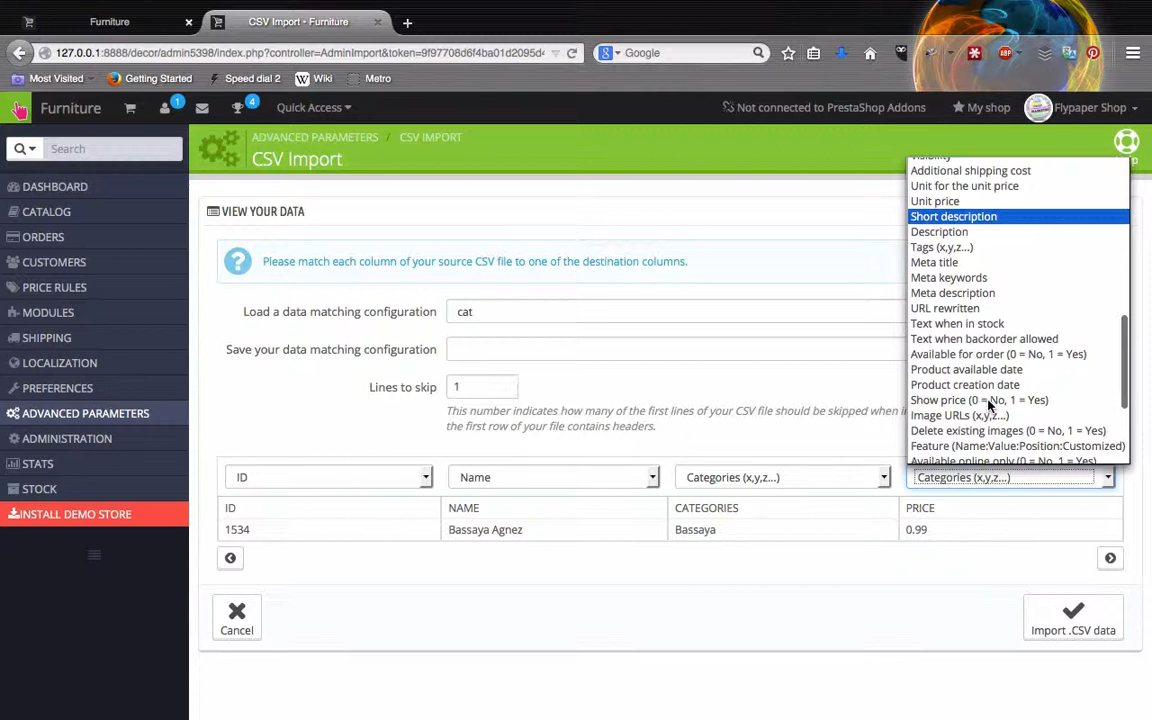 Furniture
CSV Import - Furniture
127.0.0.1:8888/decor/admin5398/index.php?controller=AdminImport&token=9f97708d6f4ba01d2095d4
Google
Most Visited
Getting Started
Speed dial 2
Wiki
Metro
Furniture
1
4
Quick Access
Not connected to PrestaShop Addons
My shop
Flypaper Shop
Search
ADVANCED PARAMETERS / CSV IMPORT
CSV Import
DASHBOARD
CATALOG
ORDERS
CUSTOMERS
PRICE RULES
MODULES
SHIPPING
LOCALIZATION
PREFERENCES
ADVANCED PARAMETERS
ADMINISTRATION
STATS
STOCK
INSTALL DEMO STORE
VIEW YOUR DATA
Please match each column of your source CSV file to one of the destination columns.
Load a data matching configuration
cat
Save your data matching configuration
Lines to skip
1
This number indicates how many of the first lines of your CSV file should be skipped when
the first row of your file contains headers.
Visibility
Additional shipping cost
Unit for the unit price
Unit price
Short description
Description
Tags (x,y,z...)
Meta title
Meta keywords
Meta description
URL rewritten
Text when in stock
Text when backorder allowed
Available for order (0 = No, 1 = Yes)
Product available date
Product creation date
Show price (0 = No, 1 = Yes)
Image URLs (x,y,z...)
Delete existing images (0 = No, 1 = Yes)
Feature (Name:Value:Position:Customized)
Available online only (0 = No, 1 = Yes)
ID
Name
Categories (x,y,z...)
Categories (x,y,z...)
ID NAME CATEGORIES PRICE
1534 Bassaya Agnez Bassaya 0.99
Cancel
Import .CSV data